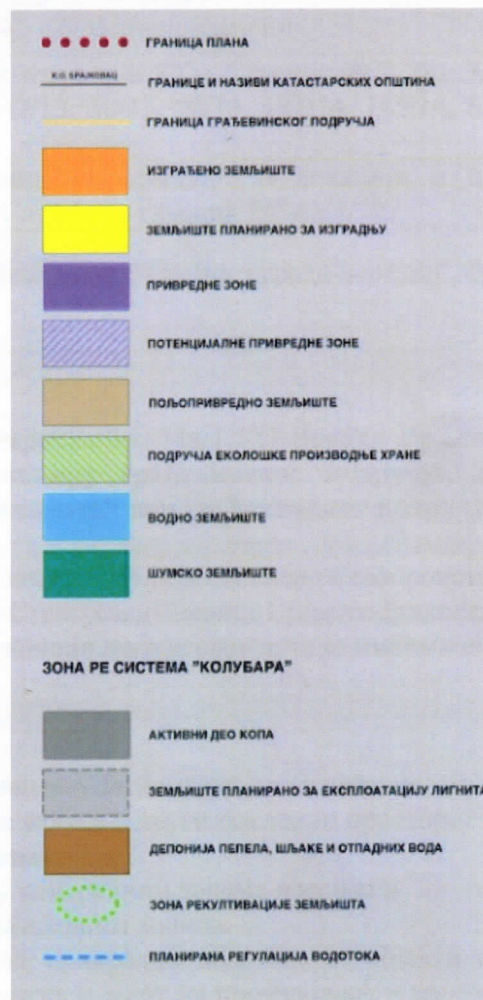 ГРАНИЦА ПЛАНА
К.О. БРАЈКОВАЦ ГРАНИЦЕ И НАЗИВИ КАТАСТАРСКИХ ОПШТИНА
ГРАНИЦА ГРАЂЕВИНСКОГ ПОДРУЧЈА
ИЗГРАЂЕНО ЗЕМЉИШТЕ
ЗЕМЉИШТЕ ПЛАНИРАНО ЗА ИЗГРАДЊУ
ПРИВРЕДНЕ ЗОНЕ
ПОТЕНЦИЈАЛНЕ ПРИВРЕДНЕ ЗОНЕ
ПОЉОПРИВРЕДНО ЗЕМЉИШТЕ
ПОДРУЧЈА ЕКОЛОШКЕ ПРОИЗВОДЊЕ ХРАНЕ
ВОДНО ЗЕМЉИШТЕ
ШУМСКО ЗЕМЉИШТЕ
ЗОНА РЕ СИСТЕМА "КОЛУБАРА"
АКТИВНИ ДЕО КОПА
ЗЕМЉИШТЕ ПЛАНИРАНО ЗА ЕКСПЛОАТАЦИЈУ ЛИГНИТА
ДЕПОНИЈА ПЕПЕЛА, ШЉАКЕ И ОТПАДНИХ ВОДА
ЗОНА РЕКУЛТИВАЦИЈЕ ЗЕМЉИШТА
ПЛАНИРАНА РЕГУЛАЦИЈА ВОДОТОКА